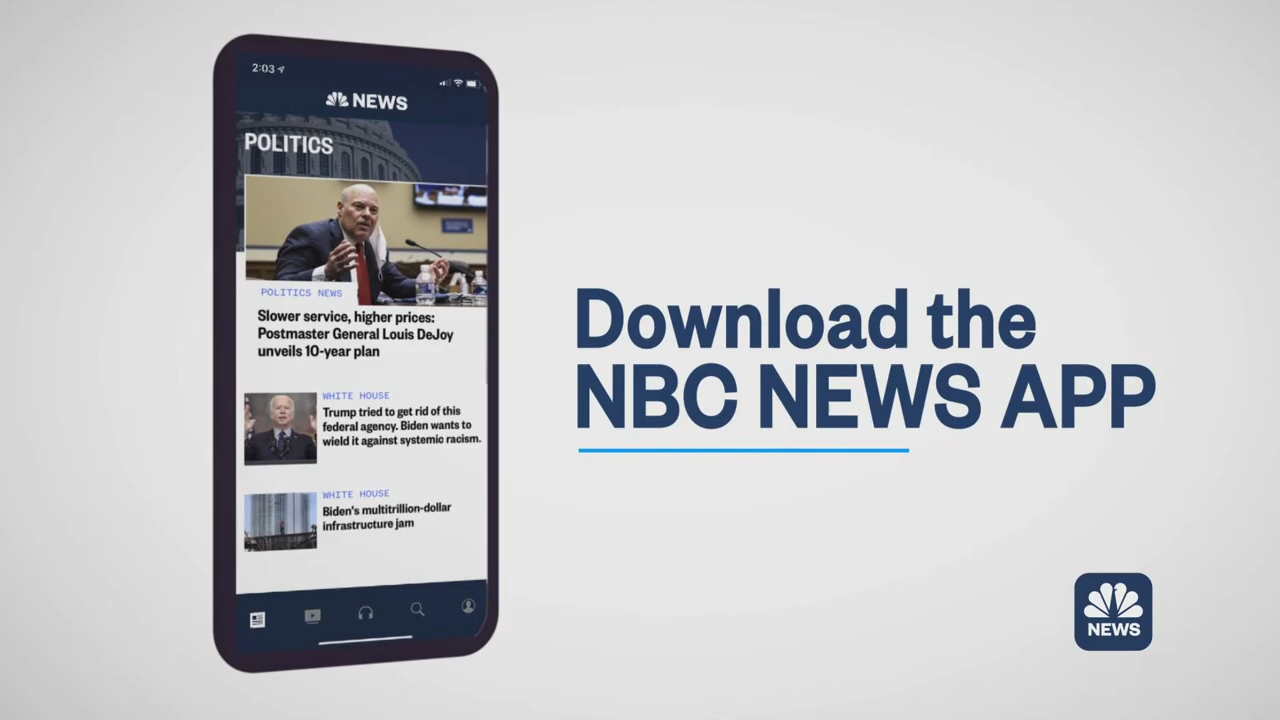 2:03
NEWS
POLITICS
POLITICS NEWS
Slower service, higher prices:
Postmaster General Louis DeJoy
unveils 10-year plan
WHITE HOUSE
Trump tried to get rid of this
federal agency. Biden wants to
wield it against systemic racism.
WHITE HOUSE
Biden's multitrillion-dollar
infrastructure jam
Download the
NBC NEWS APP
NEWS